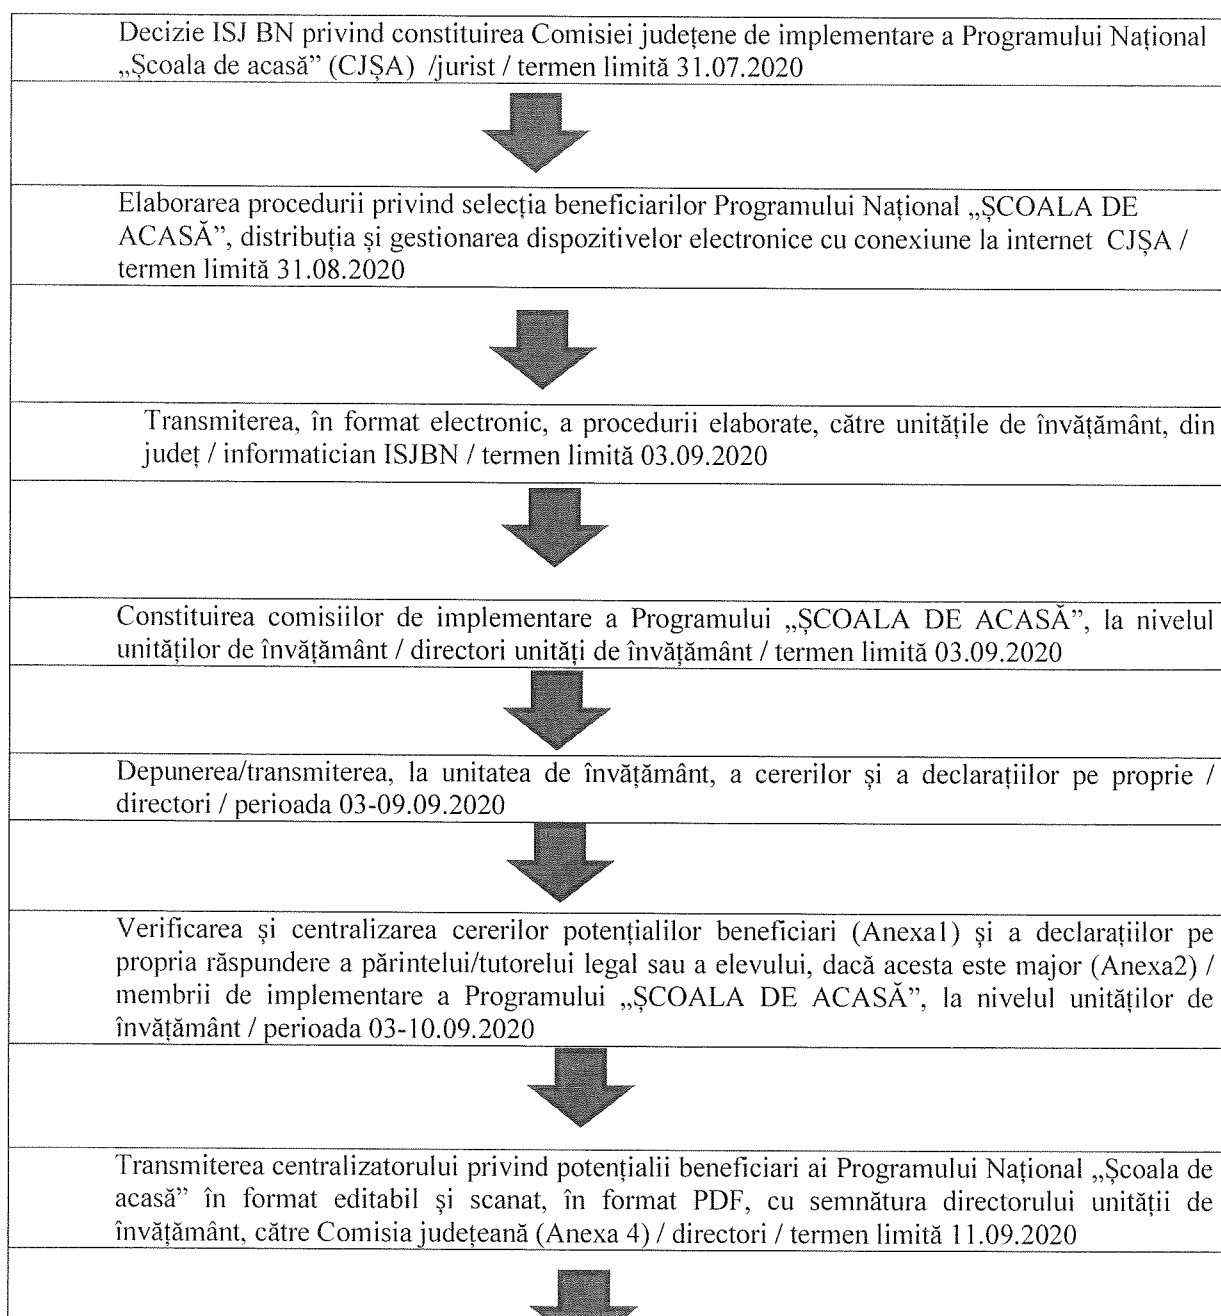 Decizie ISJ BN privind constituirea Comisiei județene de implementare a Programului Național
„Școala de acasă” (CJȘA) /jurist / termen limită 31.07.2020
Elaborarea procedurii privind selecția beneficiarilor Programului Național „ȘCOALA DE
ACASĂ”, distribuția și gestionarea dispozitivelor electronice cu conexiune la internet CJȘA /
termen limită 31.08.2020
Transmiterea, în format electronic, a procedurii elaborate, către unitățile de învățământ, din
județ / informatician ISJBN / termen limită 03.09.2020
Constituirea comisiilor de implementare a Programului „ȘCOALA DE ACASĂ”, la nivelul
unităților de învățământ / directori unități de învățământ / termen limită 03.09.2020
Depunerea/transmiterea, la unitatea de învățământ, a cererilor și a declarațiilor pe proprie /
directori / perioada 03-09.09.2020
Verificarea și centralizarea cererilor potențialilor beneficiari (Anexa1) și a declarațiilor pe
propria răspundere a părintelui/tutorelui legal sau a elevului, dacă acesta este major (Anexa2) /
membrii de implementare a Programului „ȘCOALA DE ACASĂ”, la nivelul unităților de
învățământ / perioada 03-10.09.2020
Transmiterea centralizatorului privind potențialii beneficiari ai Programului Național „Școala de
acasă” în format editabil și scanat, în format PDF, cu semnătura directorului unității de
învățământ, către Comisia județeană (Anexa 4) / directori / termen limită 11.09.2020